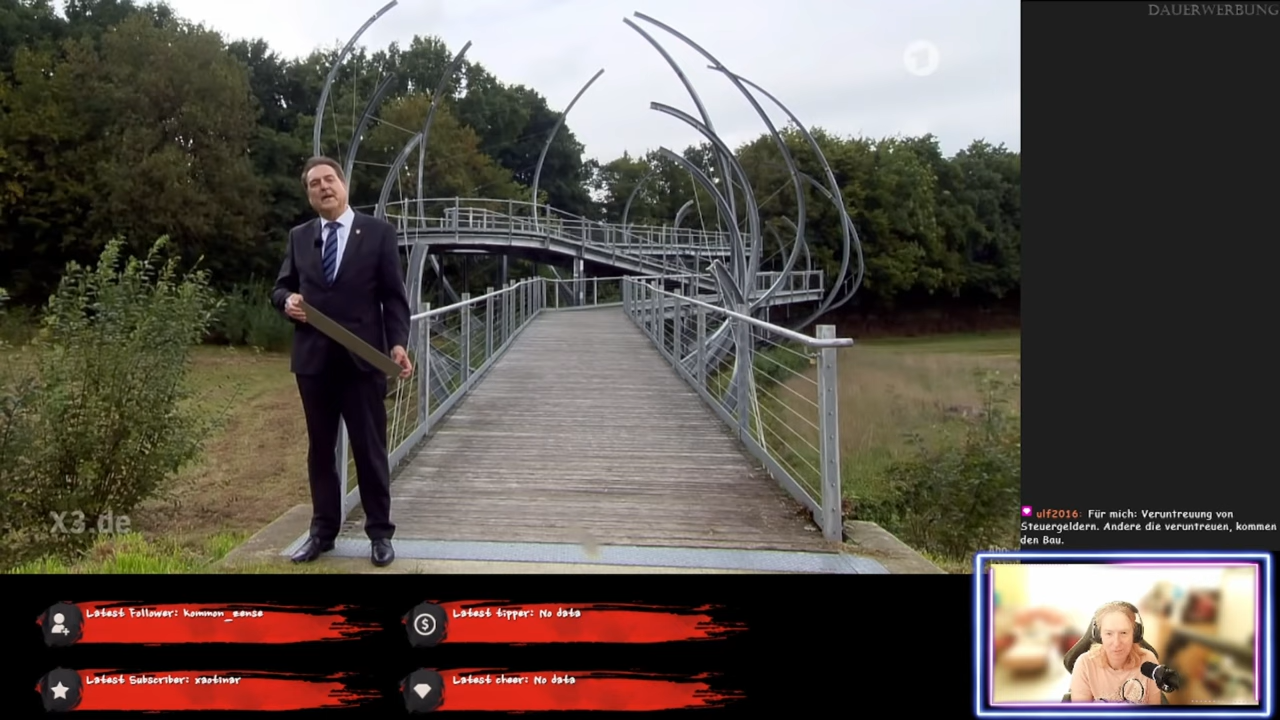 DAUERWERBUNG
X3.de
ulf2016: Für mich: Veruntreuung von
Steuergeldern. Andere die veruntreuen, kommen
den Bau.
Latest Follower: kommon_sense
Latest tipper: No data
Latest Subscriber: xaotinar
Latest cheer: No data